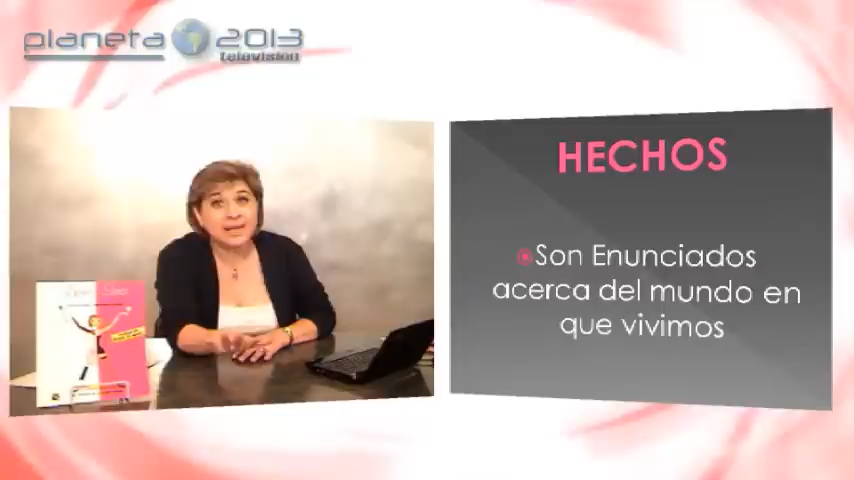 planeta 2013
televisión
HECHOS
Son Enunciados
acerca del mundo en
que vivimos